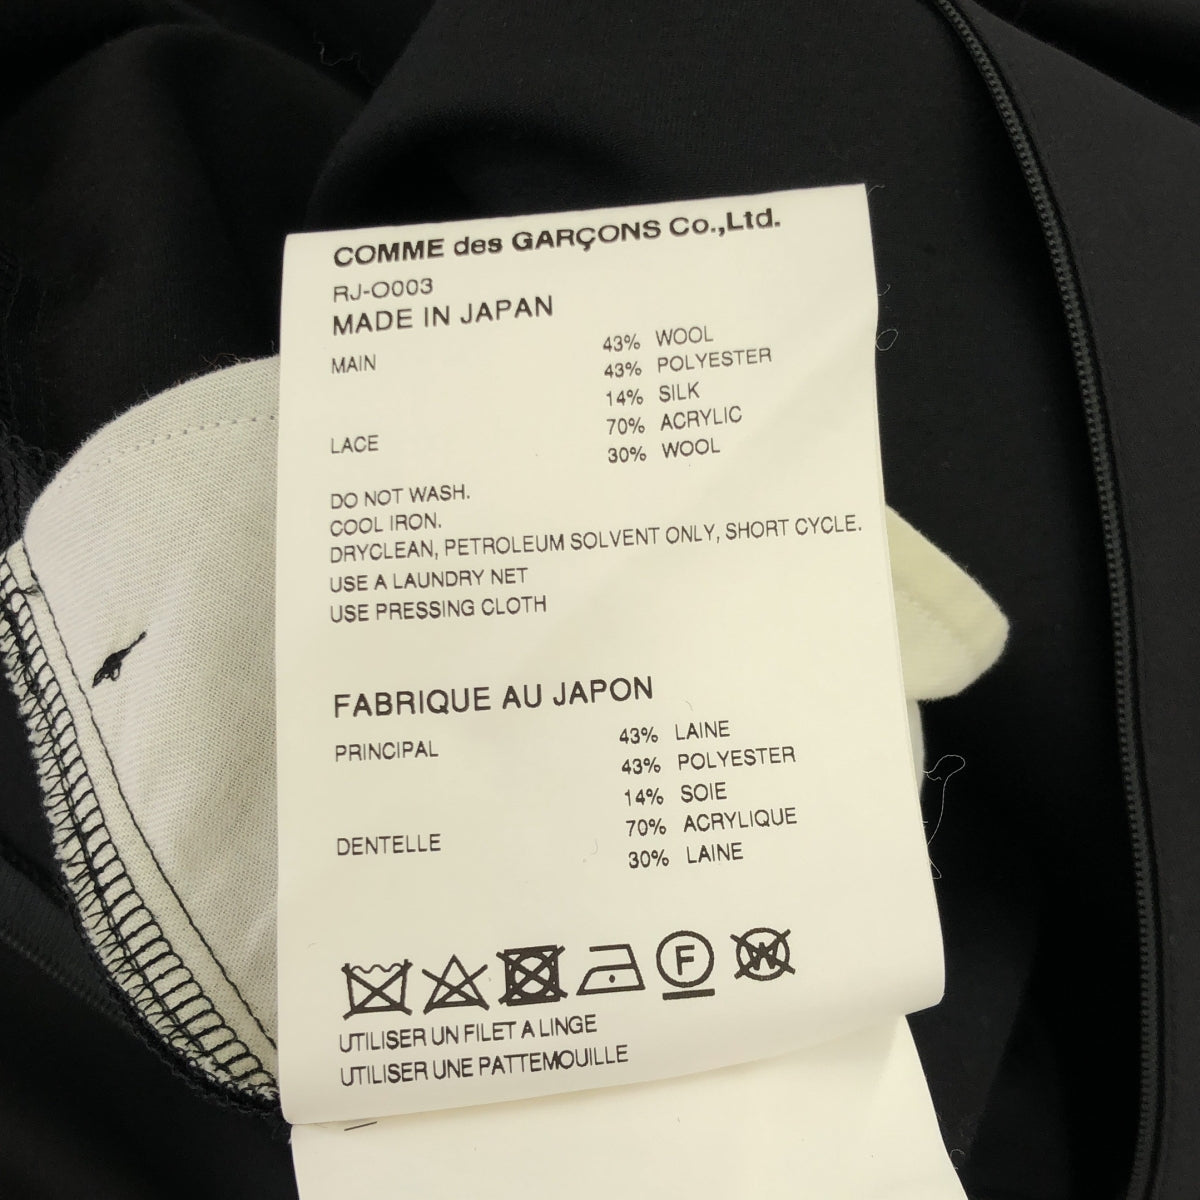 COMME des GARÇONS Co.,Ltd.
RJ-O003
MADE IN JAPAN
MAIN 43% WOOL
43% POLYESTER
14% SILK
LACE 70% ACRYLIC
30% WOOL
DO NOT WASH.
COOL IRON.
DRYCLEAN, PETROLEUM SOLVENT ONLY, SHORT CYCLE.
USE A LAUNDRY NET
USE PRESSING CLOTH
FABRIQUE AU JAPON
PRINCIPAL 43% LAINE
43% POLYESTER
14% SOIE
DENTELLE 70% ACRYLIQUE
30% LAINE
F W
UTILISER UN FILET A LINGE
UTILISER UNE PATTEMOUILLE